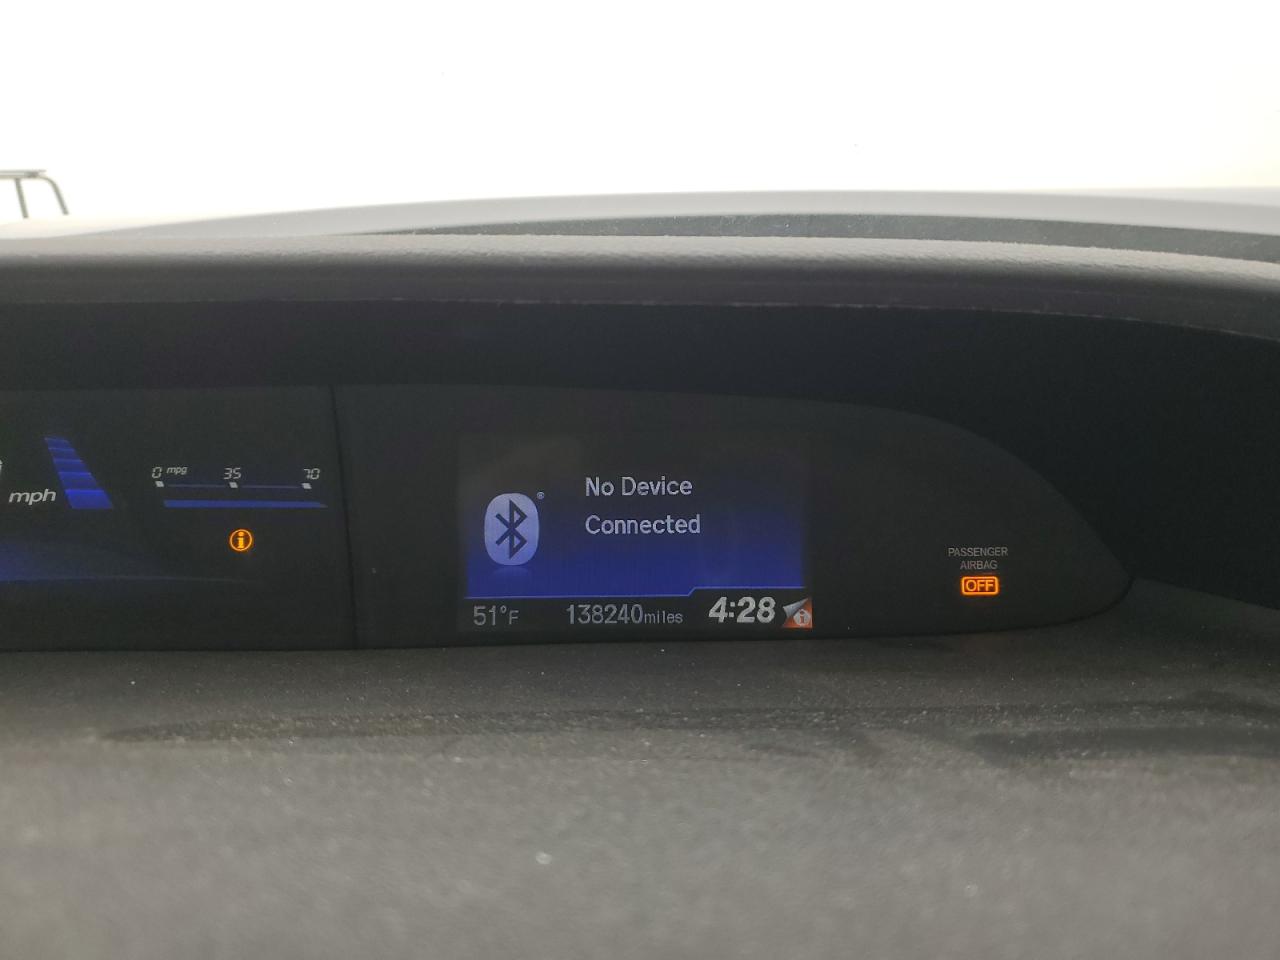 mph
0 mpg 35 70
No Device
Connected
51°F 138240miles 4:28
PASSENGER
AIRBAG
OFF